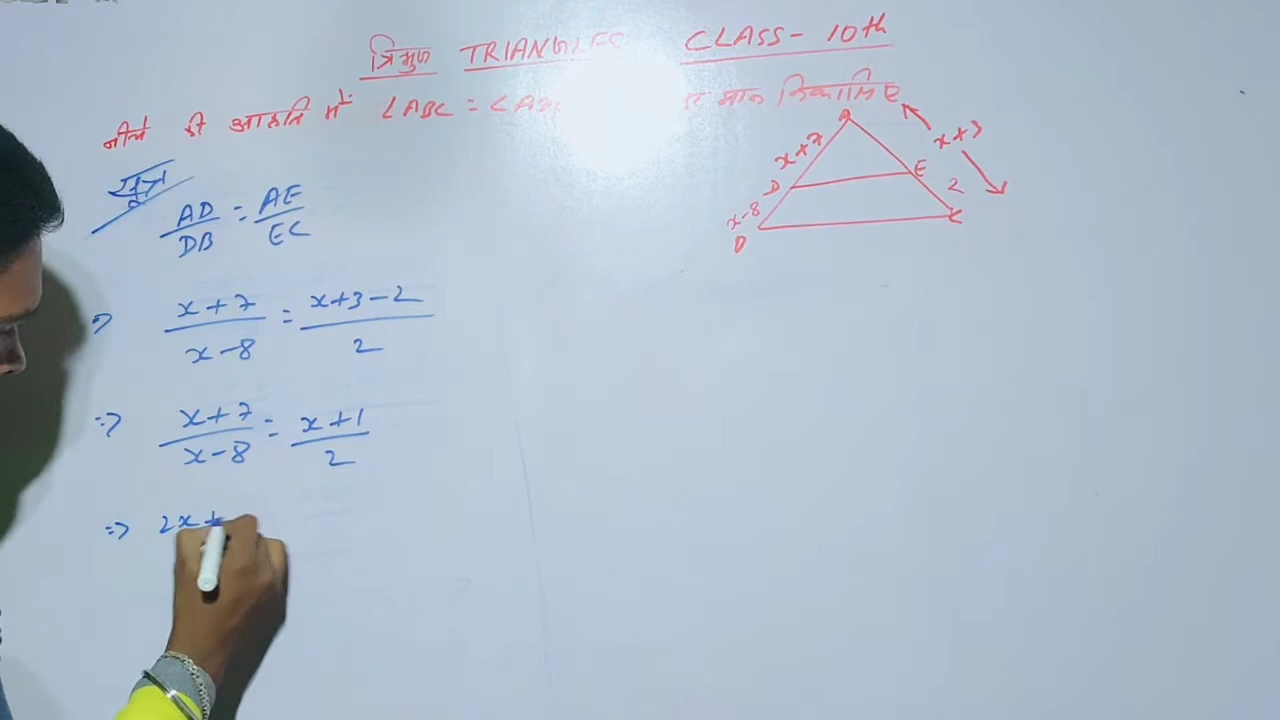 त्रिभुज TRIANGLES CLASS- 10th
नीचे दी आकृति में ∠ABC = ∠AD मान निकालिए
A
x+7
x+3
D
E
2
x-8
C
AD/DB = AE/EC
⇒ x+7/x-8 = x+3-2/2
⇒ x+7/x-8 = x+1/2
⇒ 2x+